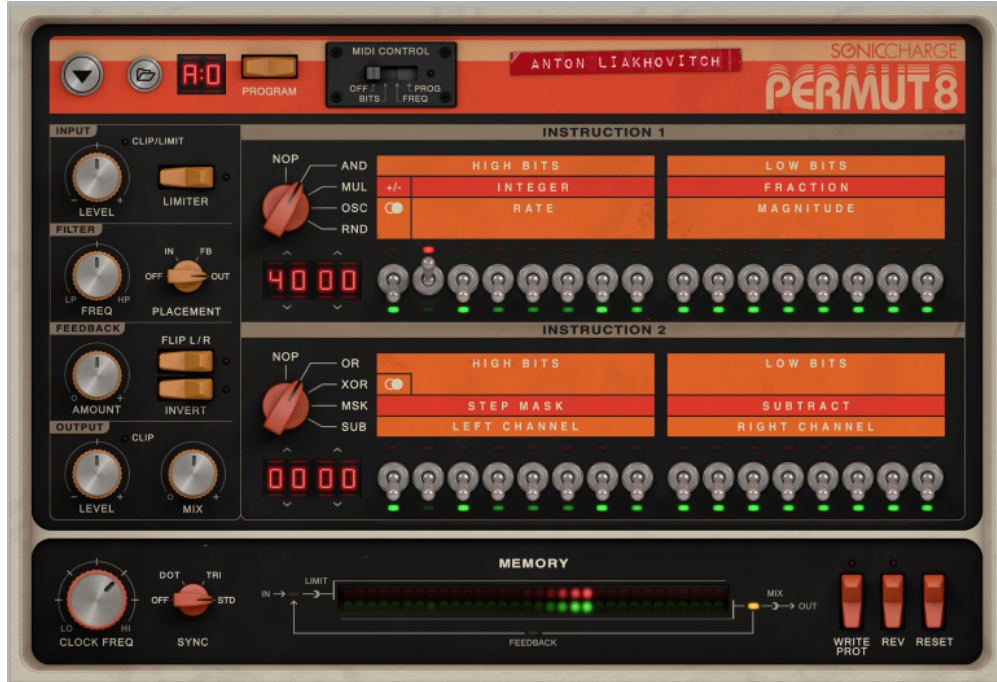 SONICCHARGE
PERMUT8
A:0
PROGRAM
MIDI CONTROL
OFF
BITS
FREQ
PROG
ANTON LIAKHOVITCH
INPUT
CLIP/LIMIT
- +
LEVEL
LIMITER
FILTER
LP HP
FREQ
IN FB
OFF OUT
PLACEMENT
FEEDBACK
O +
AMOUNT
FLIP L/R
INVERT
OUTPUT
CLIP
- +
LEVEL
O +
MIX
INSTRUCTION 1
NOP
AND
MUL
OSC
RND
HIGH BITS LOW BITS
+/- INTEGER FRACTION
RATE MAGNITUDE
4000
INSTRUCTION 2
NOP
OR
XOR
MSK
SUB
HIGH BITS LOW BITS
STEP MASK SUBTRACT
LEFT CHANNEL RIGHT CHANNEL
0000
LO HI
CLOCK FREQ
DOT TRI
OFF STD
SYNC
MEMORY
IN
LIMIT
FEEDBACK
MIX
OUT
WRITE
PROT
REV
RESET